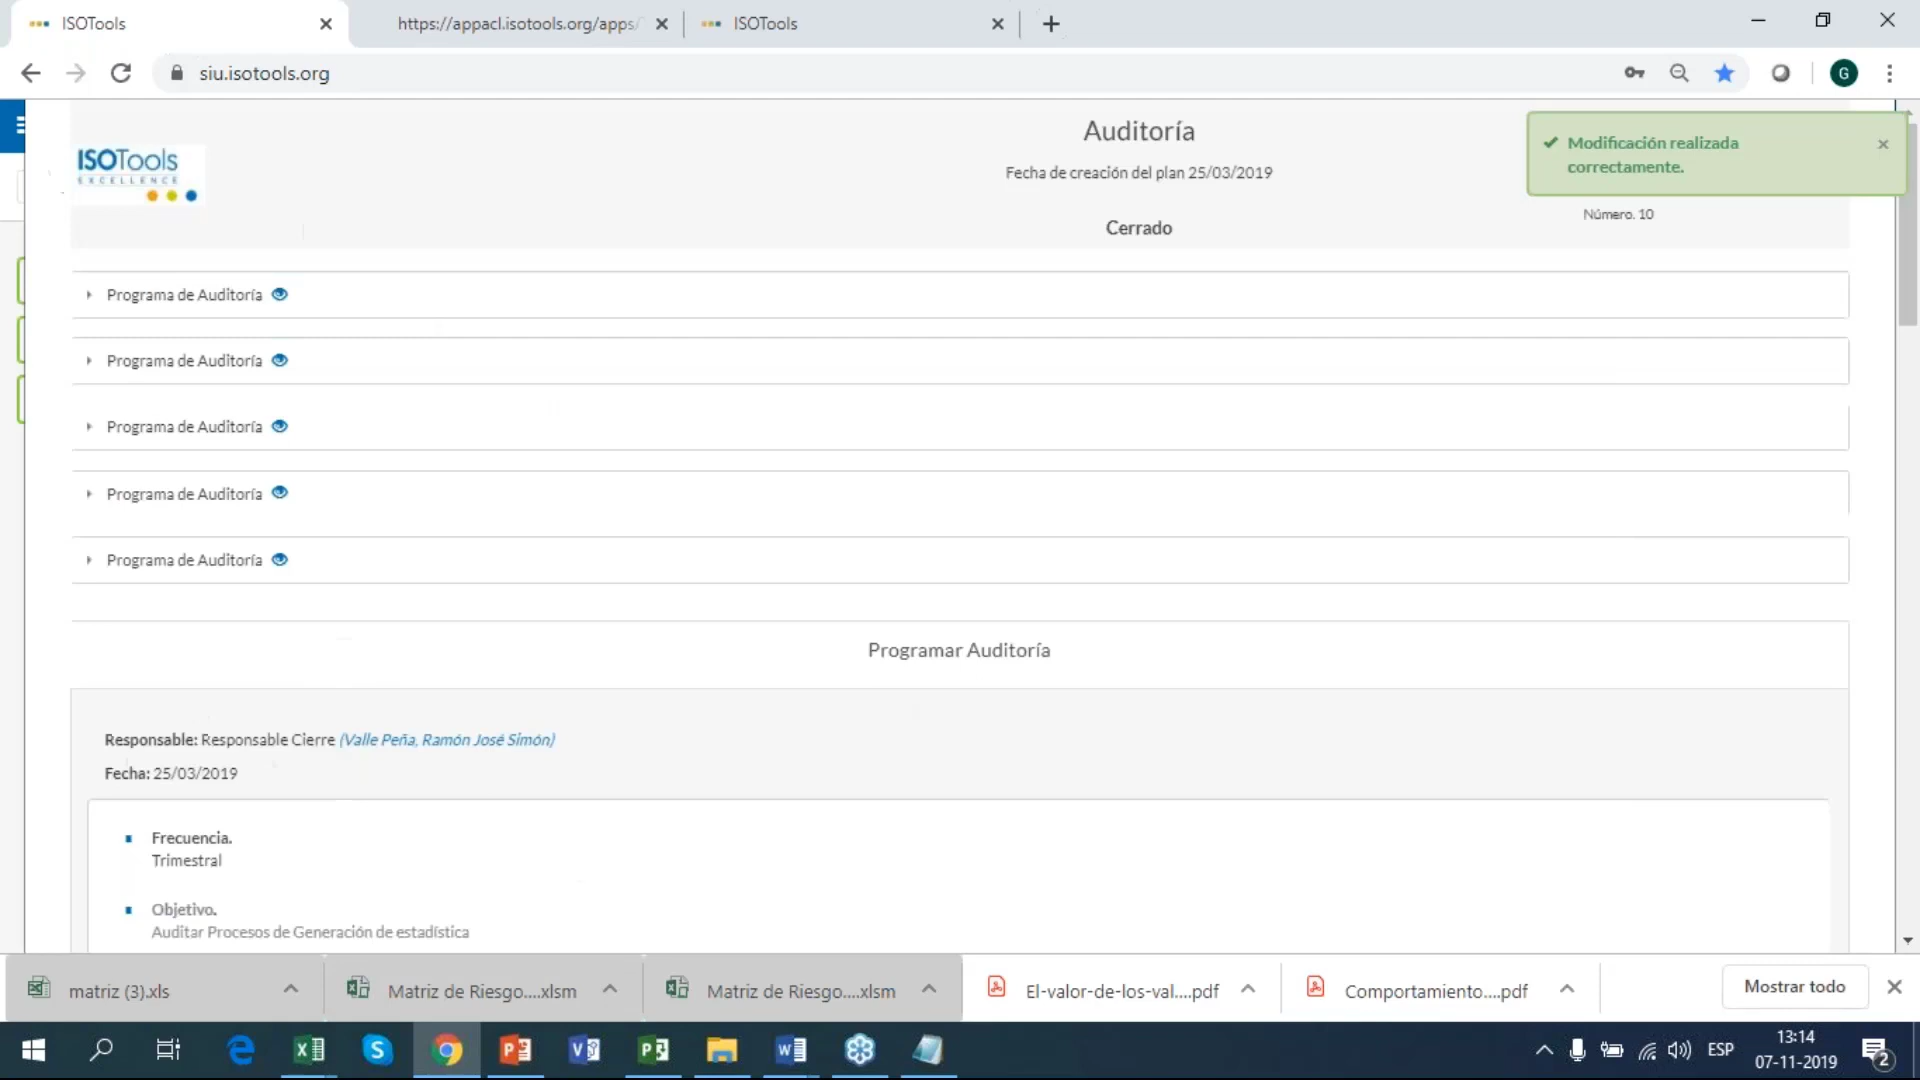 ISOTools
https://appacl.isotools.org/apps/
ISOTools
siu.isotools.org
G
ISOTools
EXCELLENCE
Auditoría
Fecha de creación del plan 25/03/2019
Cerrado
Modificación realizada
correctamente.
Número. 10
Programa de Auditoría
Programa de Auditoría
Programa de Auditoría
Programa de Auditoría
Programa de Auditoría
Programar Auditoría
Responsable: Responsable Cierre (Valle Peña, Ramón José Simón)
Fecha: 25/03/2019
Frecuencia.
Trimestral
Objetivo.
Auditar Procesos de Generación de estadística
matriz (3).xls
Matriz de Riesgo....xlsm
Matriz de Riesgo....xlsm
El-valor-de-los-val....pdf
Comportamiento....pdf
Mostrar todo
ESP
13:14
07-11-2019
2